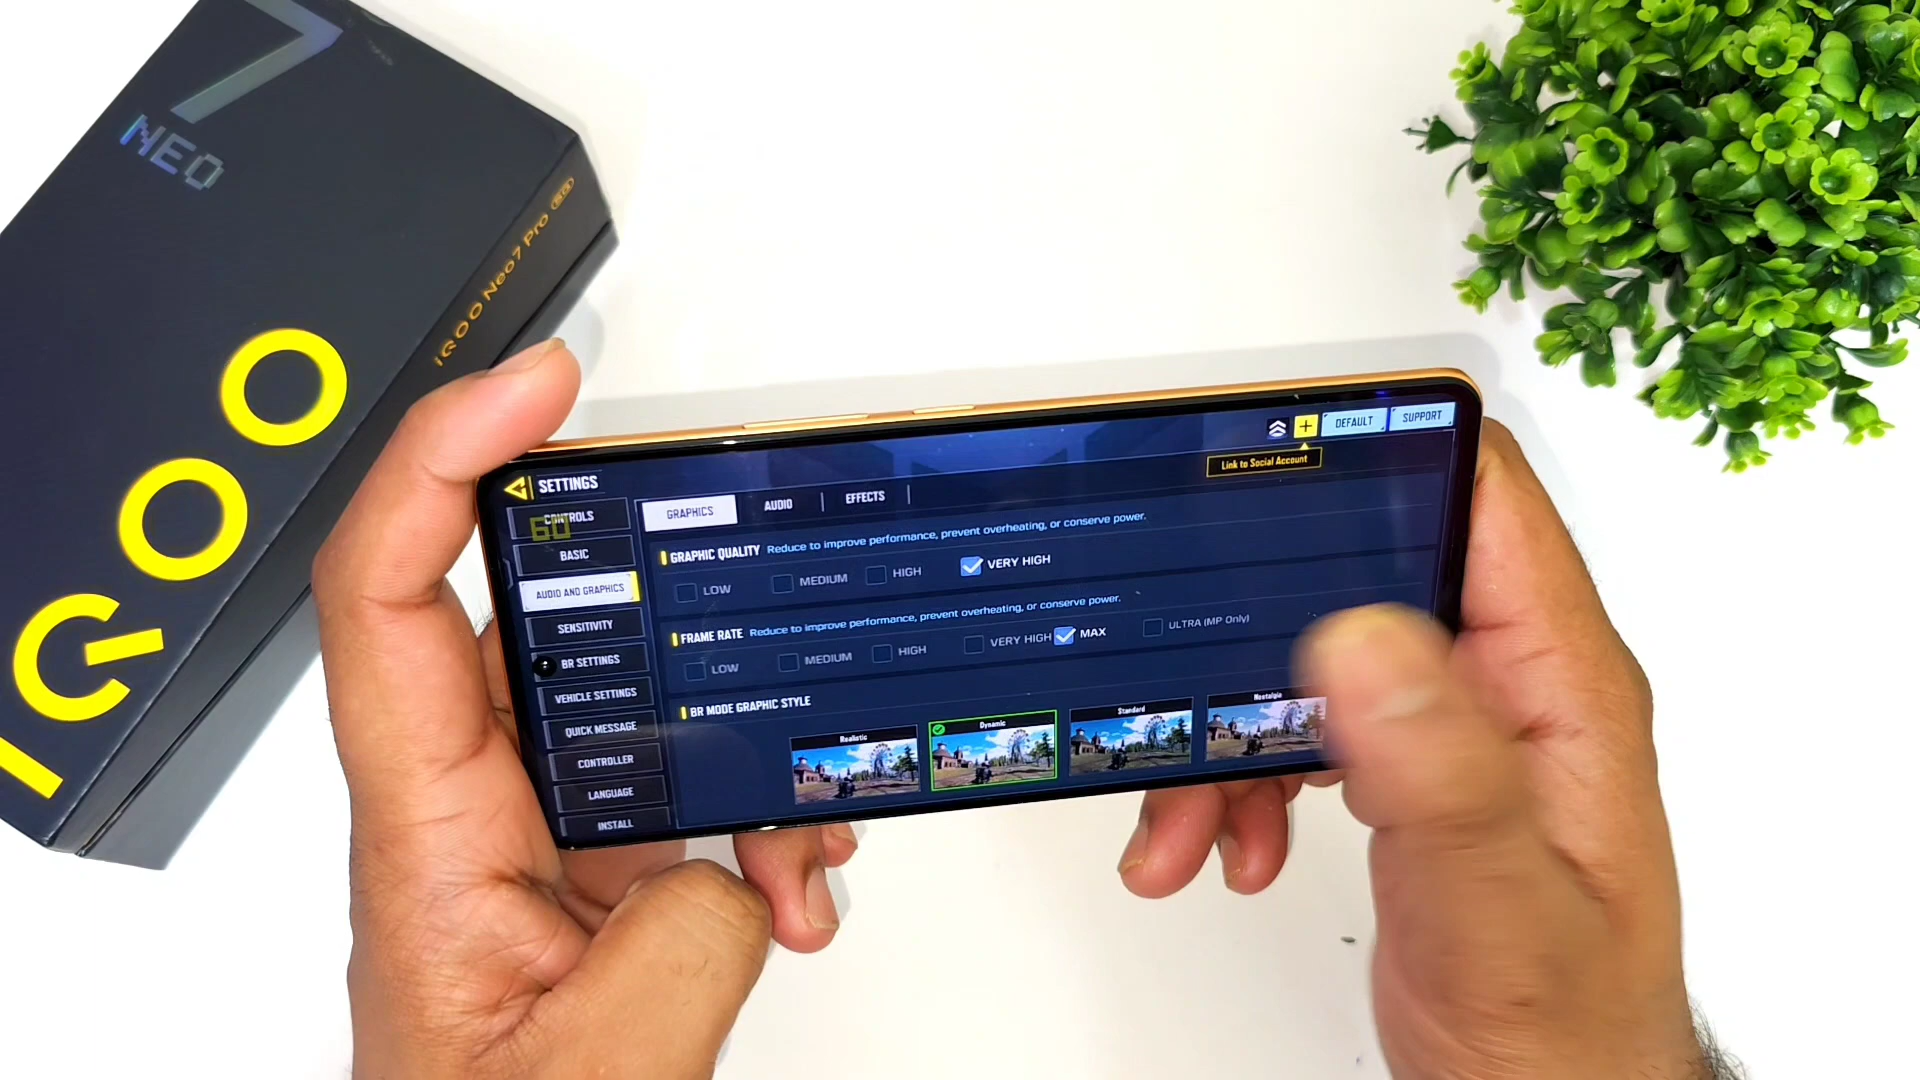 7
NEO
iQOO Neo7 Pro 5G
iQOO
SETTINGS
DEFAULT
SUPPORT
Link to Social Account
60
CONTROLS
BASIC
AUDIO AND GRAPHICS
SENSITIVITY
BR SETTINGS
VEHICLE SETTINGS
QUICK MESSAGE
CONTROLLER
LANGUAGE
INSTALL
GRAPHICS
AUDIO
EFFECTS
GRAPHIC QUALITY Reduce to improve performance, prevent overheating, or conserve power.
LOW MEDIUM HIGH VERY HIGH
FRAME RATE Reduce to improve performance, prevent overheating, or conserve power.
LOW MEDIUM HIGH VERY HIGH MAX ULTRA (MP Only)
BR MODE GRAPHIC STYLE
Realistic Dynamic Standard Nostalgia